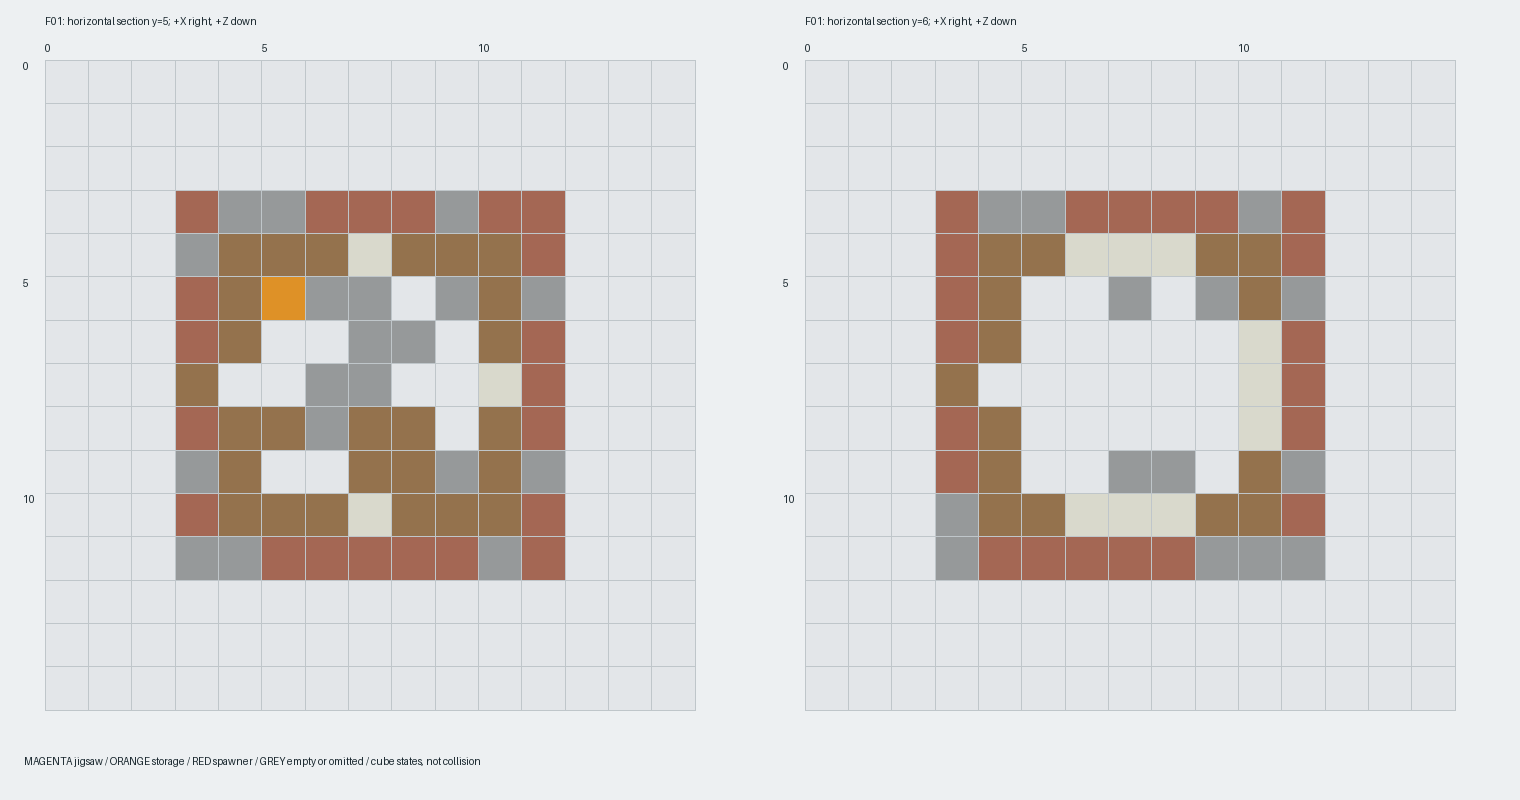 F01: horizontal section y=5; +X right, +Z down
F01: horizontal section y=6; +X right, +Z down
0 5 10
0 5 10
0
0
5
5
10
10
MAGENTA jigsaw / ORANGE storage / RED spawner / GREY empty or omitted / cube states, not collision